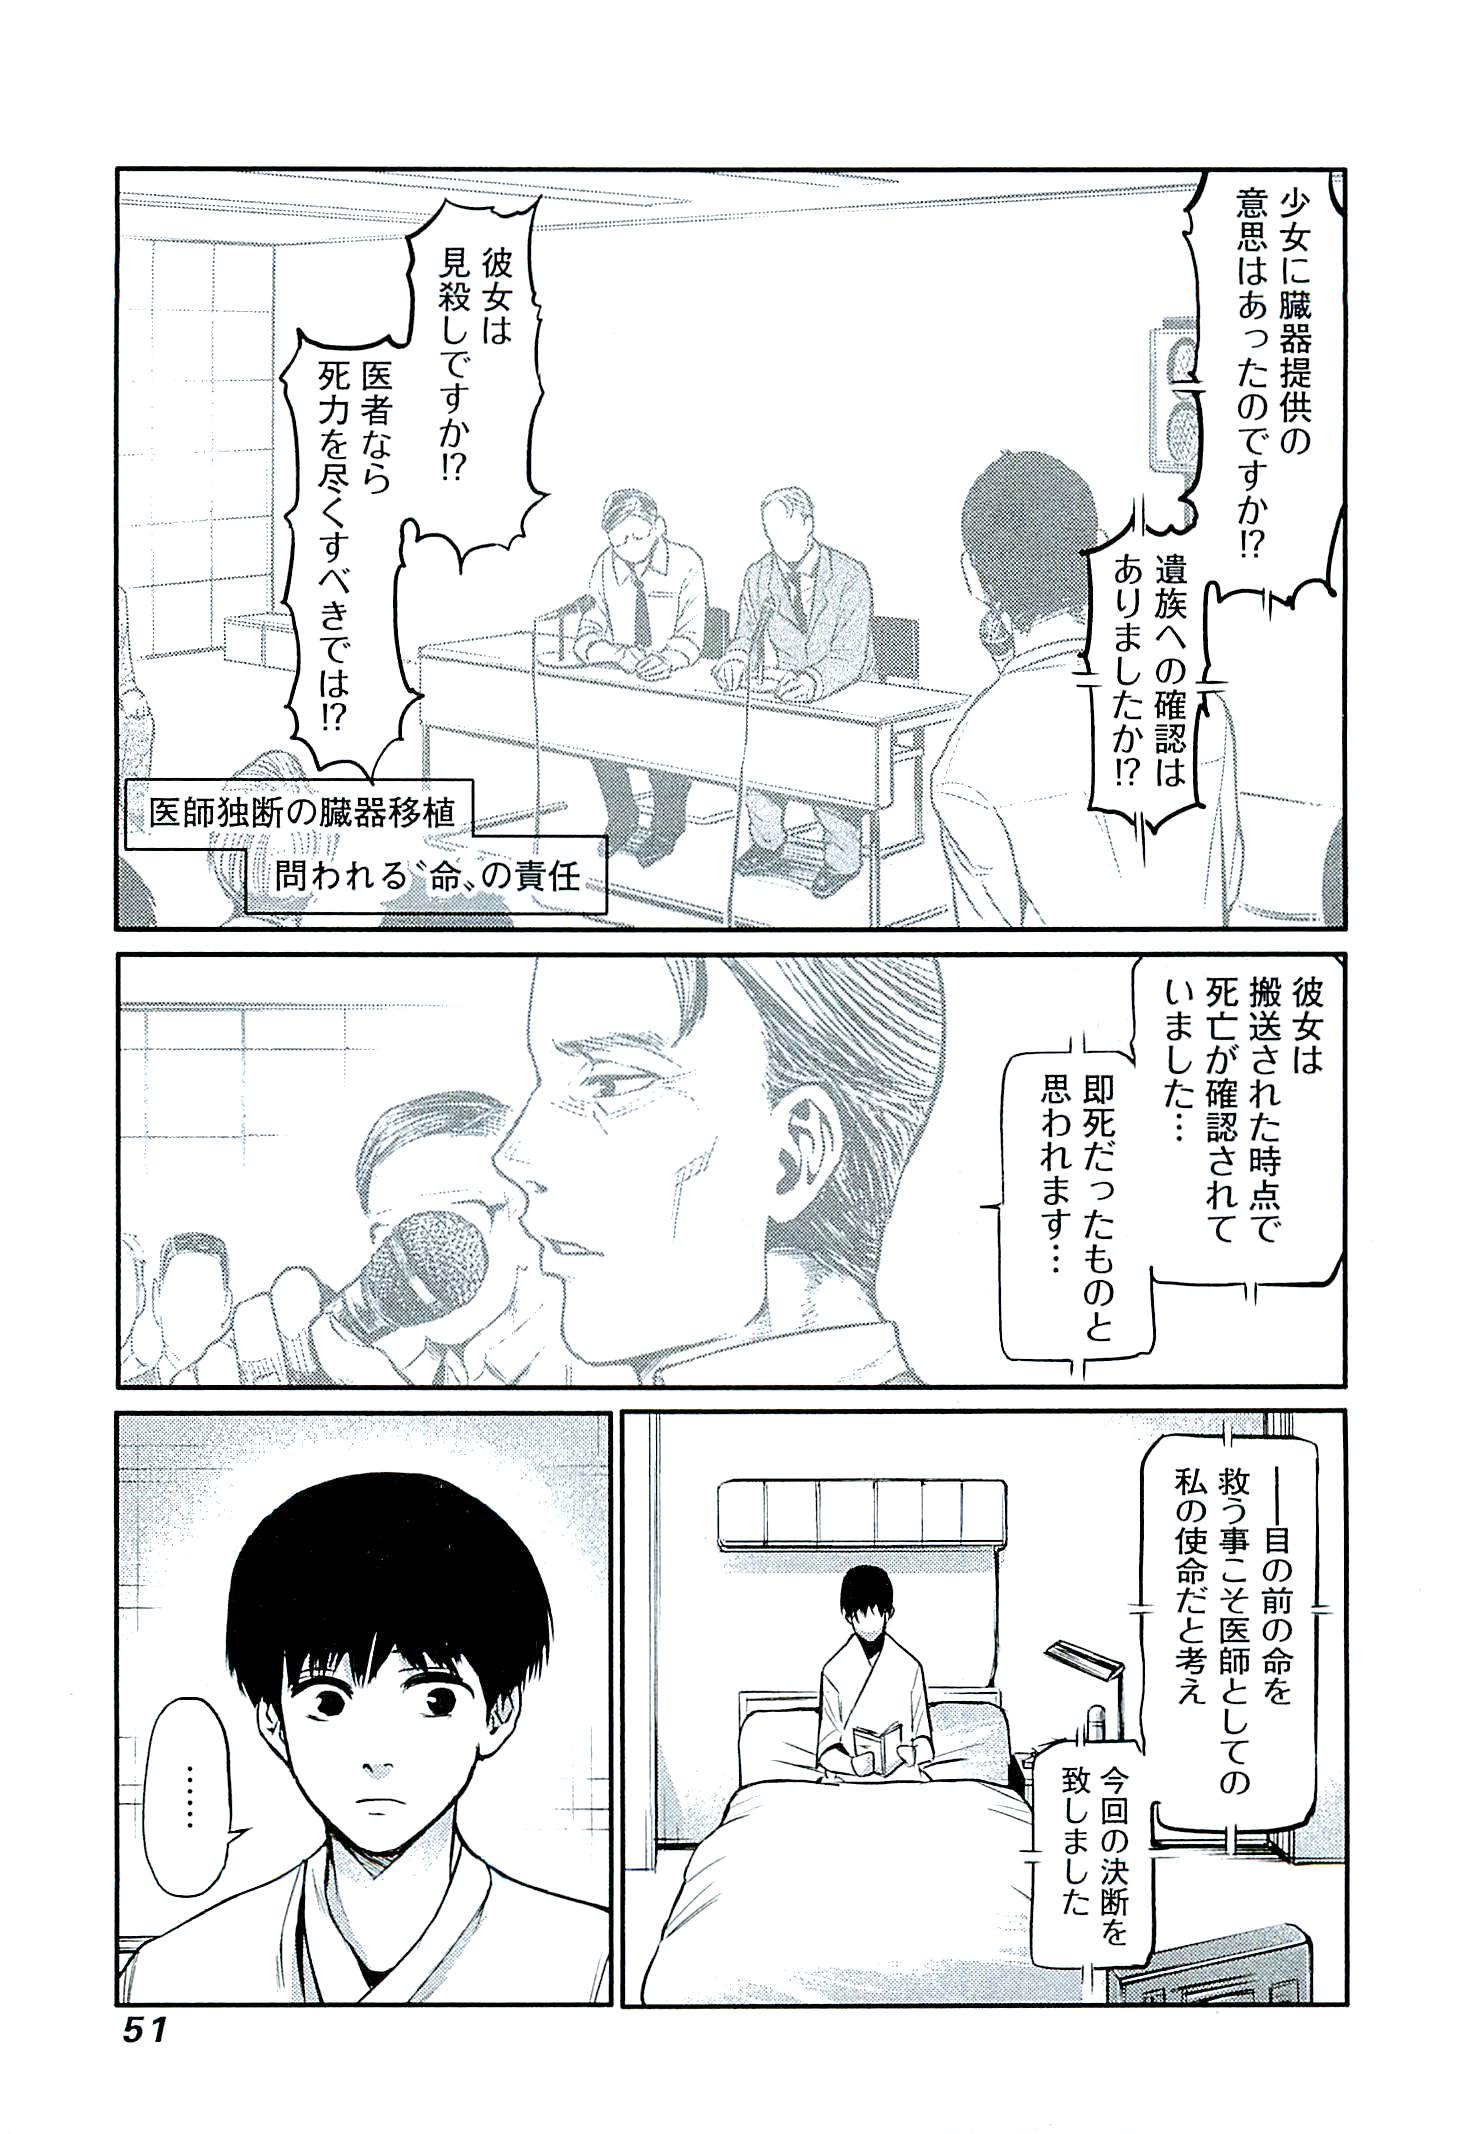 少女に臓器提供の
意思はあったのですか!?
遺族への確認は
ありましたか!?
彼女は
見殺しですか!?
医者なら
死力を尽くすべきでは!?
医師独断の臓器移植
問われる〝命〟の責任
彼女は
搬送された時点で
死亡が確認されて
いました…
即死だったものと
思われます…
――目の前の命を
救う事こそ医師としての
私の使命だと考え
今回の決断を
致しました
……
51